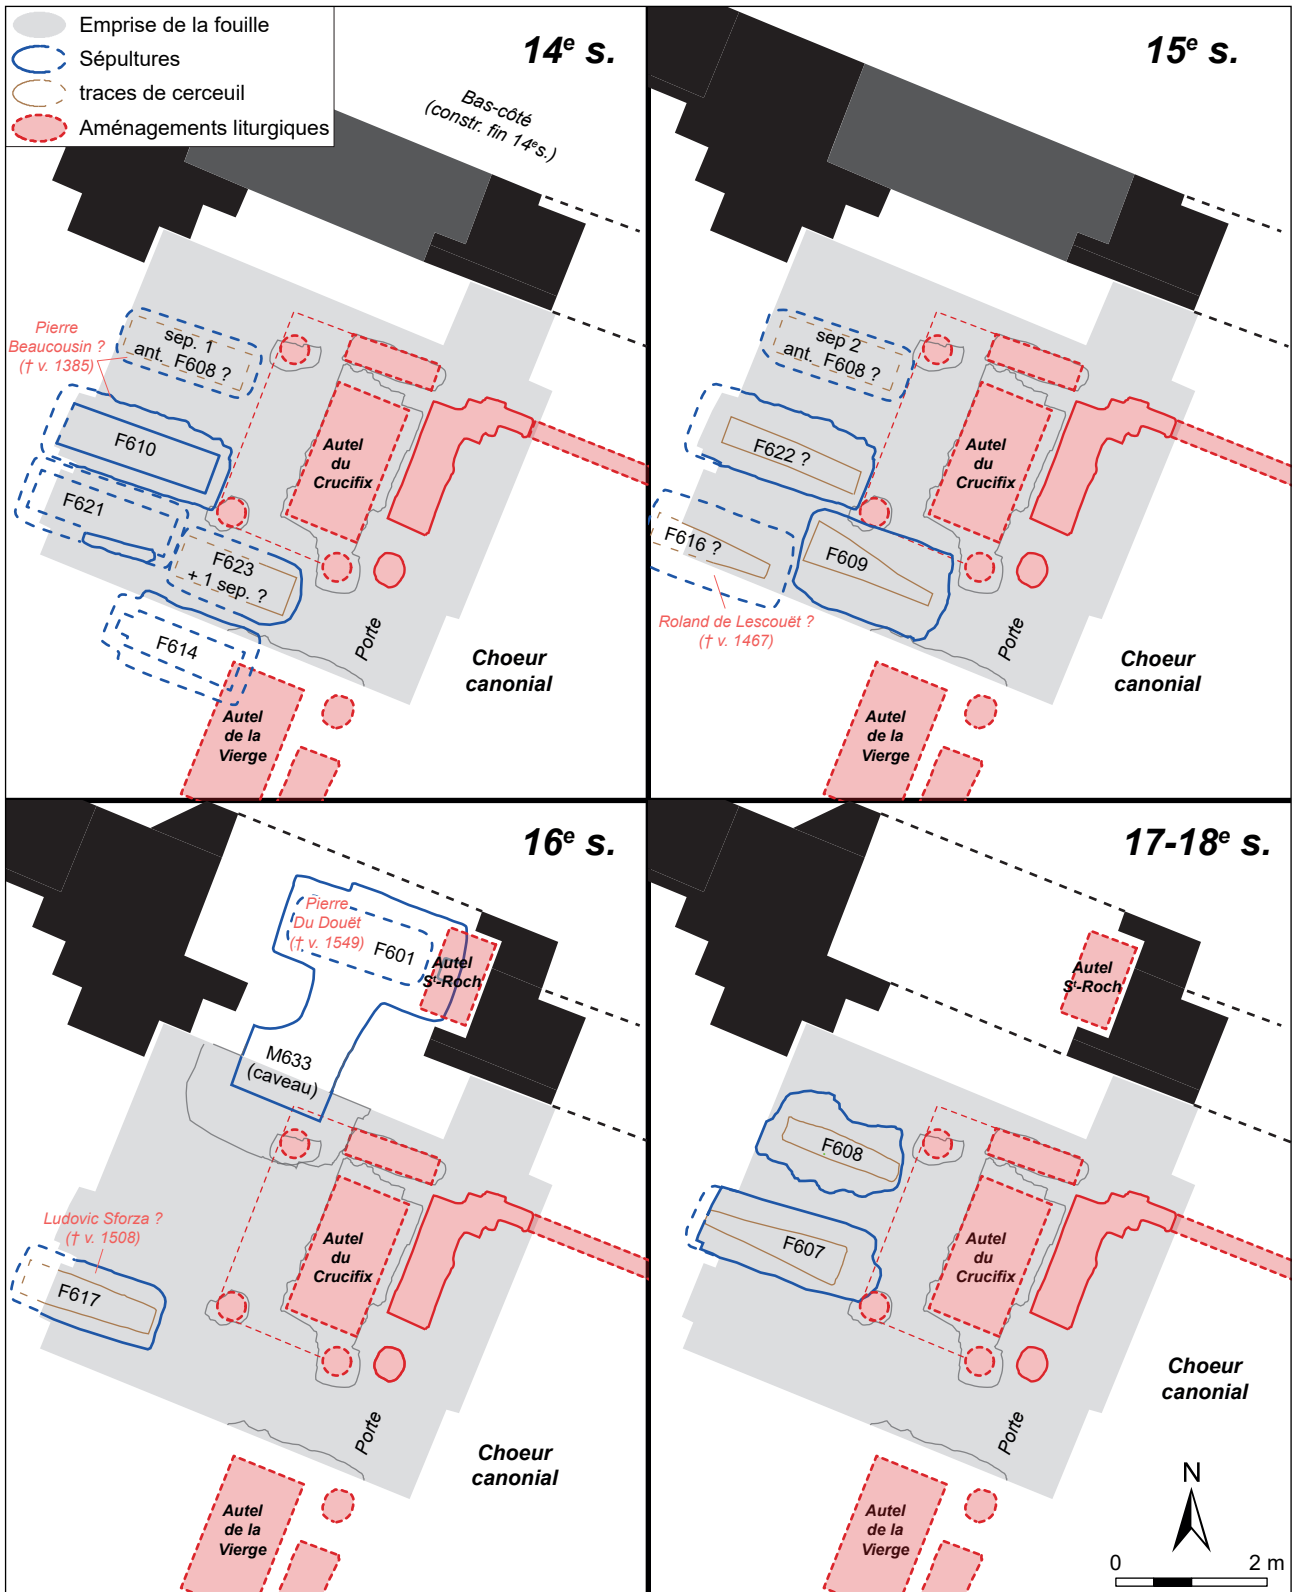 Emprise de la fouille
Sépultures
traces de cerceuil
Aménagements liturgiques
14e s.
Bas-côté
(constr. fin 14e s.)
Pierre
Beaucousin ?
(† v. 1385)
sep. 1
ant. F608 ?
F610
F621
F623
+ 1 sep. ?
F614
Autel
du
Crucifix
Porte
Choeur
canonial
Autel
de la
Vierge
15e s.
sep 2
ant. F608 ?
F622 ?
F616 ?
F609
Roland de Lescouët ?
(† v. 1467)
Autel
du
Crucifix
Porte
Choeur
canonial
Autel
de la
Vierge
16e s.
Pierre
Du Douët
(† v. 1549)
F601
Autel
St-Roch
M633
(caveau)
Ludovic Sforza ?
(† v. 1508)
F617
Autel
du
Crucifix
Porte
Choeur
canonial
Autel
de la
Vierge
17-18e s.
Autel
St-Roch
F608
F607
Autel
du
Crucifix
Porte
Choeur
canonial
Autel
de la
Vierge
N
0 2 m